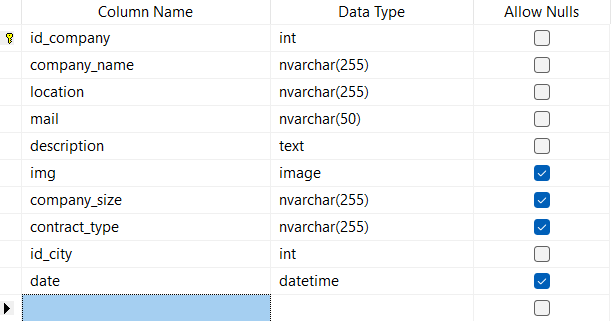 Column Name Data Type Allow Nulls
id_company int
company_name nvarchar(255)
location nvarchar(255)
mail nvarchar(50)
description text
img image
company_size nvarchar(255)
contract_type nvarchar(255)
id_city int
date datetime